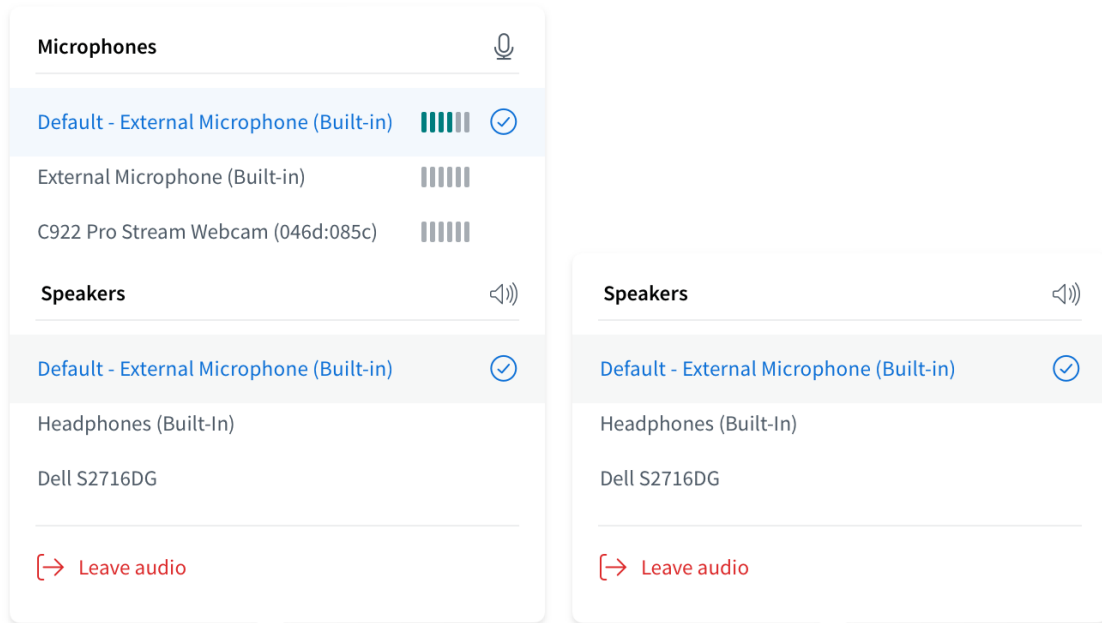 Microphones
Default - External Microphone (Built-in)
External Microphone (Built-in)
C922 Pro Stream Webcam (046d:085c)
Speakers
Default - External Microphone (Built-in)
Headphones (Built-In)
Dell S2716DG
Leave audio
Speakers
Default - External Microphone (Built-in)
Headphones (Built-In)
Dell S2716DG
Leave audio